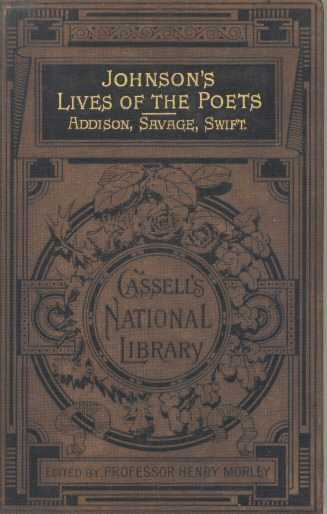 JOHNSON'S
LIVES OF THE POETS
ADDISON, SAVAGE, SWIFT.
CASSELL'S
NATIONAL
LIBRARY
EDITED BY PROFESSOR HENRY MORLEY